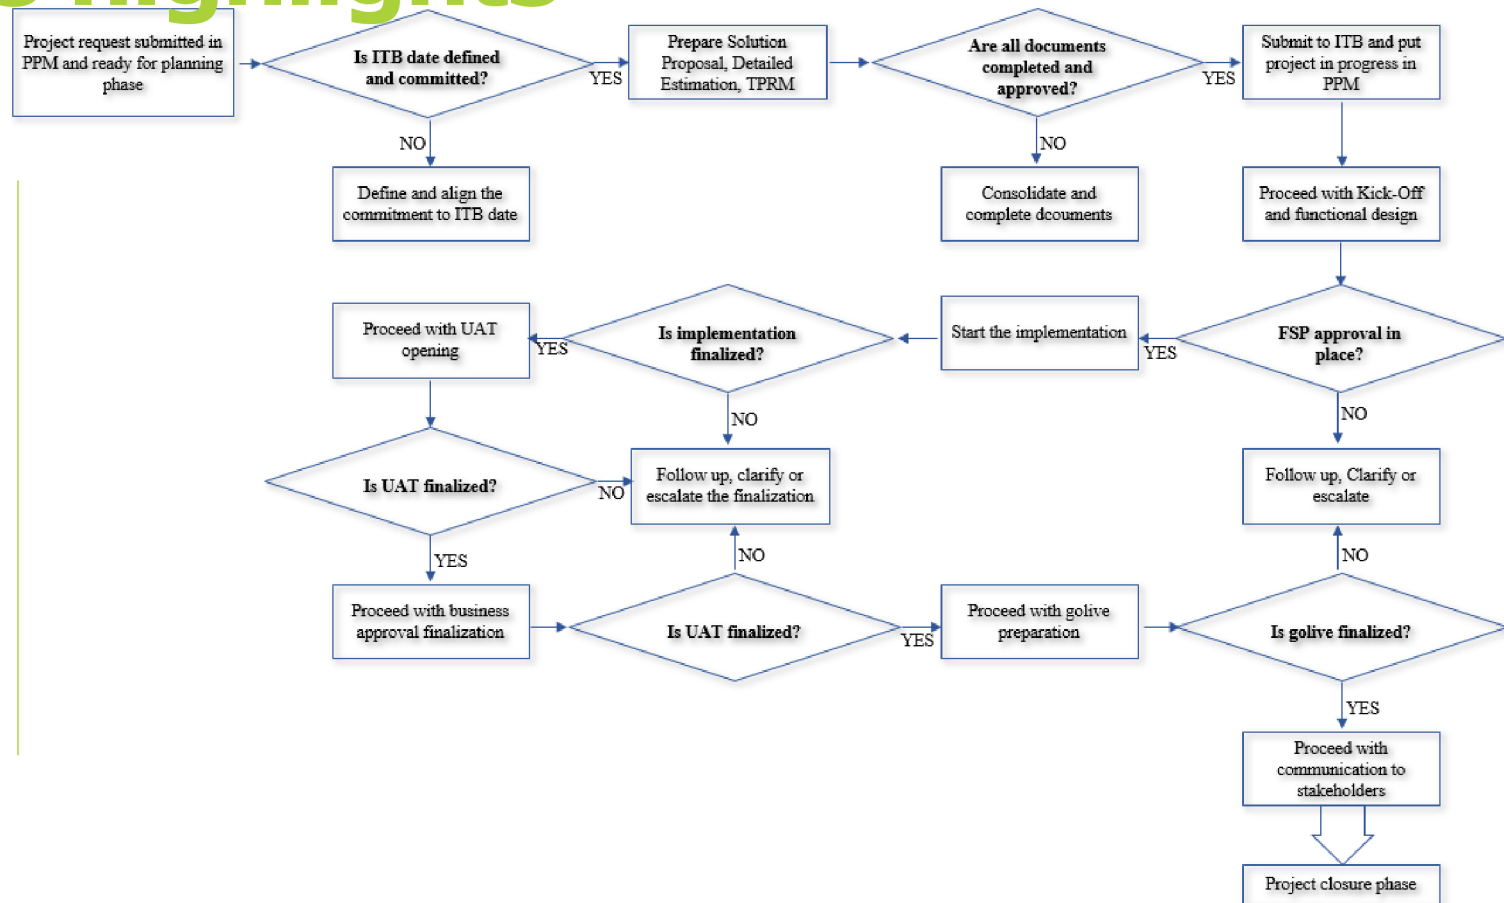 Highlights
Project request submitted in
PPM and ready for planning
phase
Is ITB date defined
and committed?
YES
Prepare Solution
Proposal, Detailed
Estimation, TPRM
Are all documents
completed and
approved?
YES
Submit to ITB and put
project in progress in
PPM
NO
NO
Define and align the
commitment to ITB date
Consolidate and
complete dcouments
Proceed with Kick-Off
and functional design
Proceed with UAT
opening
YES
Is implementation
finalized?
Start the implementation
YES
FSP approval in
place?
NO
NO
Is UAT finalized?
NO
Follow up, clarify or
escalate the finalization
Follow up, Clarify or
escalate
YES
NO
NO
Proceed with business
approval finalization
Is UAT finalized?
YES
Proceed with golive
preparation
Is golive finalized?
YES
Proceed with
communication to
stakeholders
Project closure phase